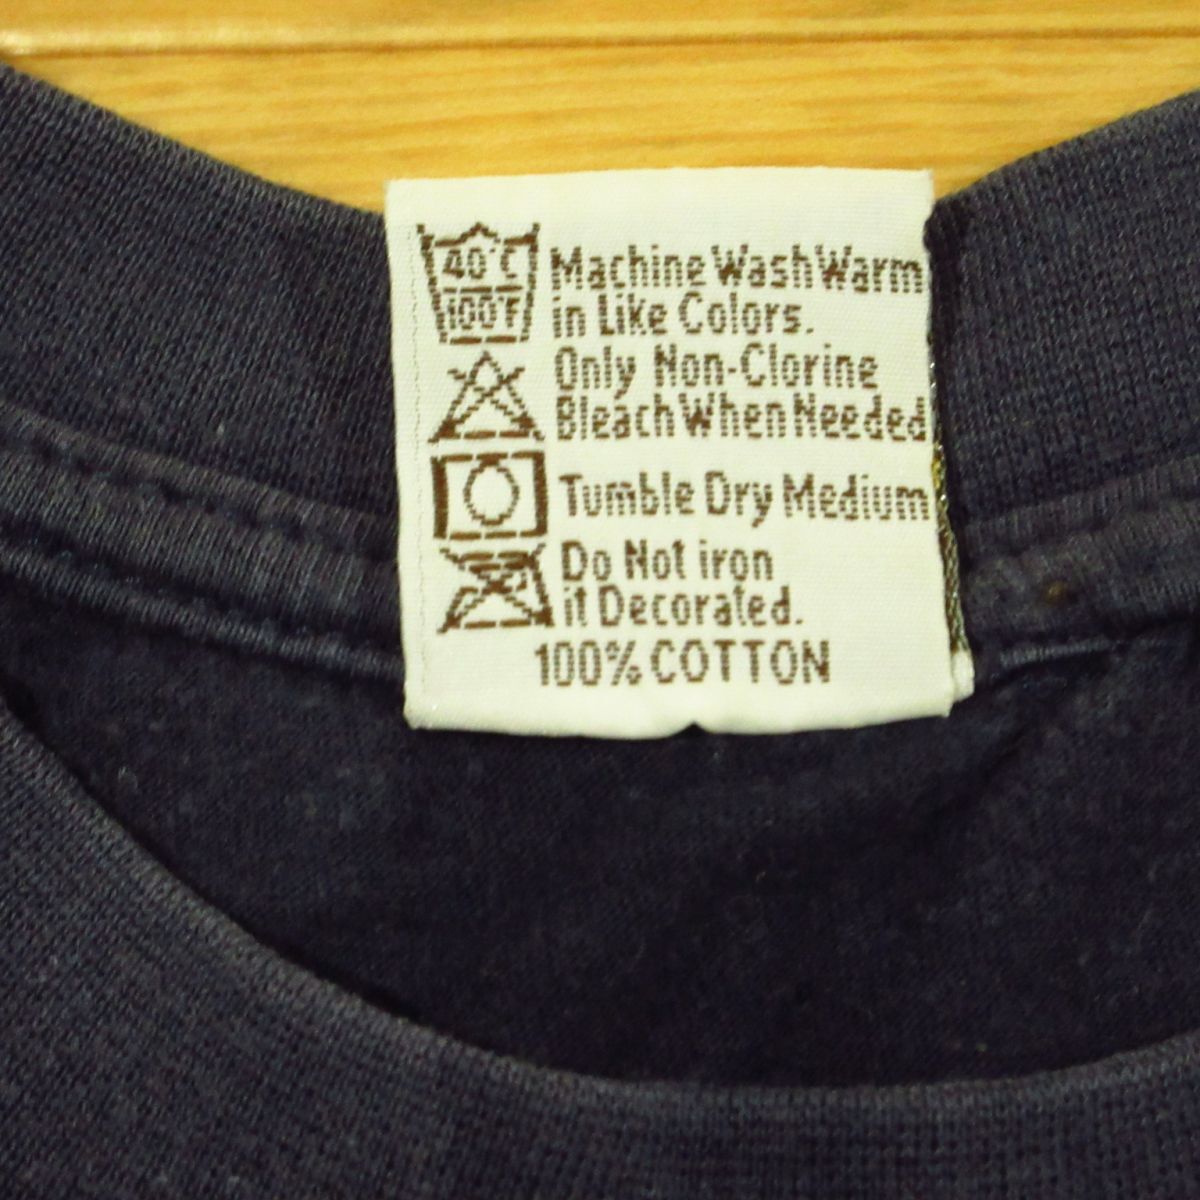 40°C
100°F
Machine Wash Warm
in Like Colors.
Only Non-Clorine
Bleach When Needed
Tumble Dry Medium
Do Not iron
it Decorated.
100% COTTON